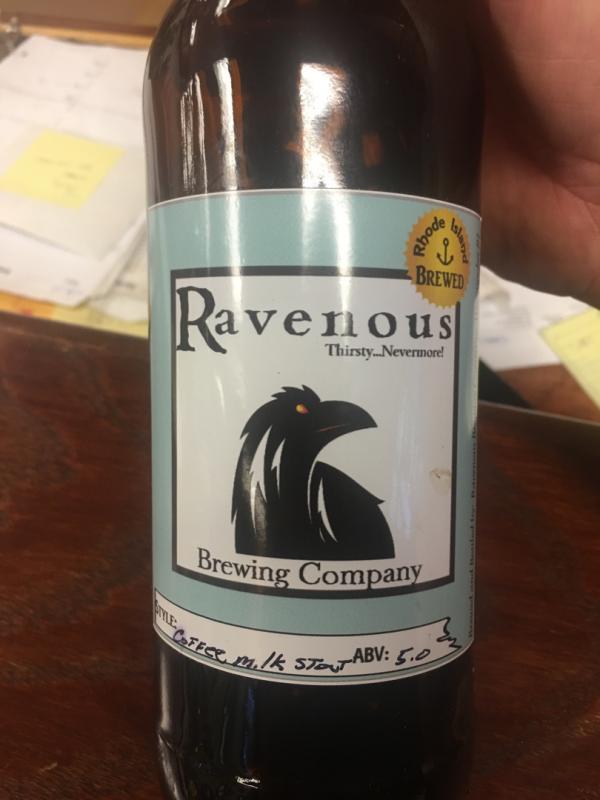 Rhode Island
BREWED
Ravenous
Thirsty...Nevermore!
Brewing Company
STYLE: COFFEE MILK STOUT ABV: 5.0